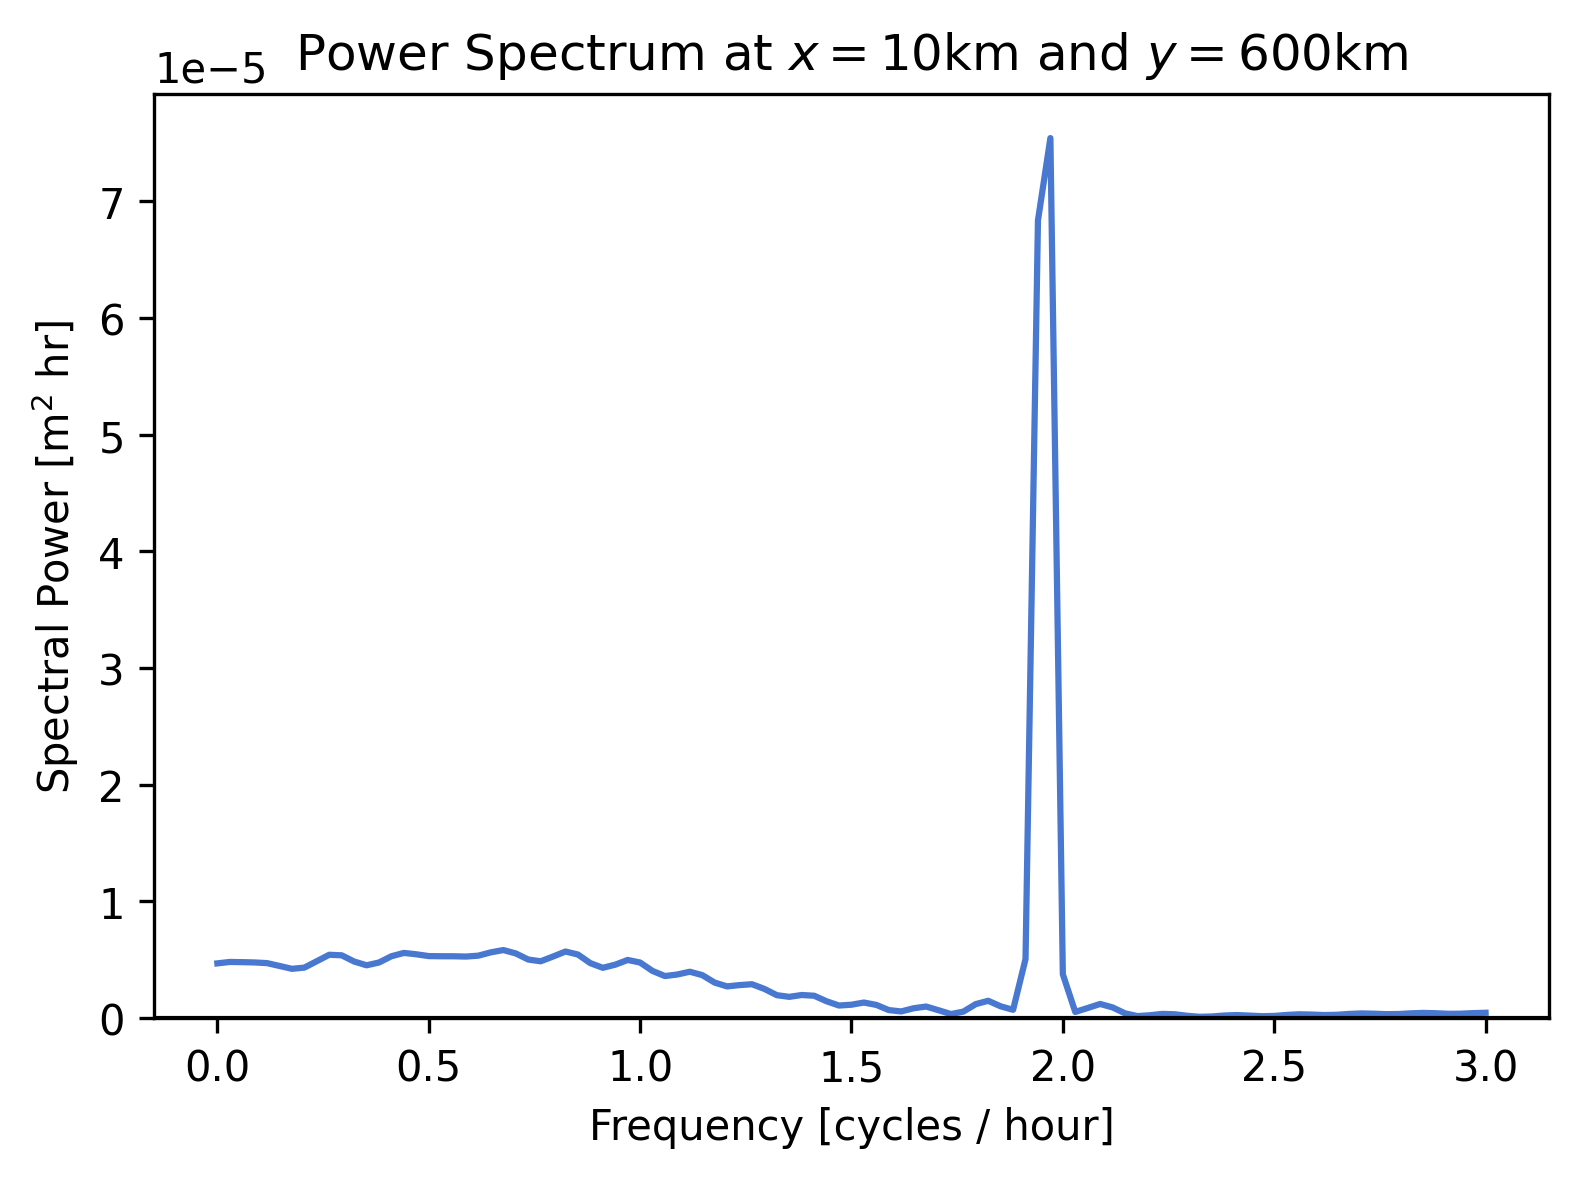 Power Spectrum at x = 10km and y = 600km
1e−5
7
6
5
4
3
2
1
0
Spectral Power [m² hr]
0.0 0.5 1.0 1.5 2.0 2.5 3.0
Frequency [cycles / hour]